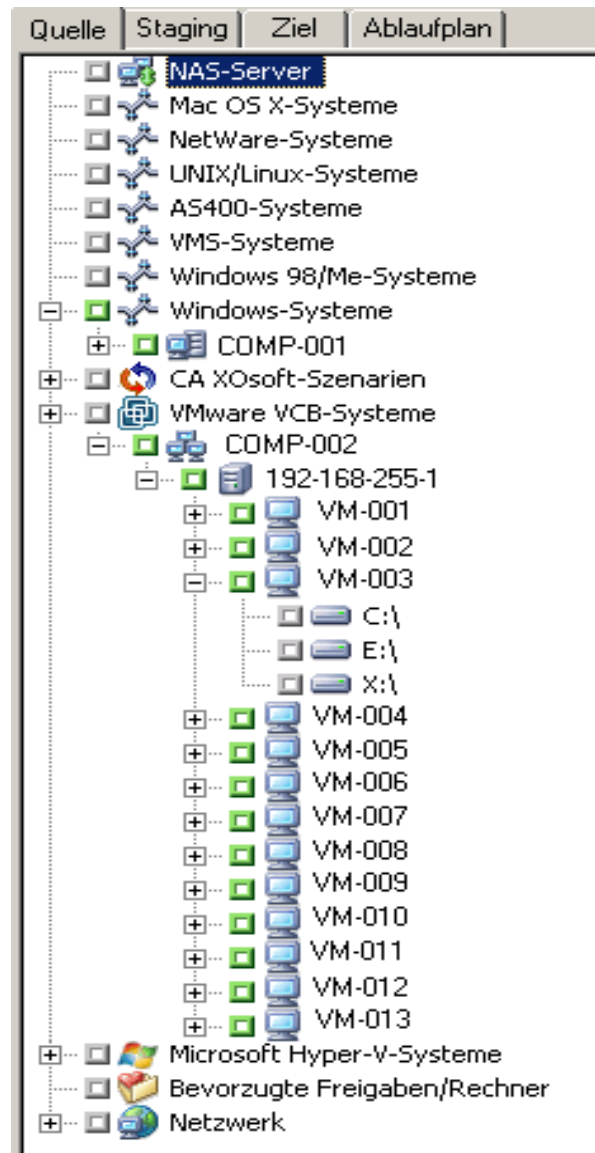 Quelle Staging Ziel Ablaufplan
NAS-Server
Mac OS X-Systeme
NetWare-Systeme
UNIX/Linux-Systeme
AS400-Systeme
VMS-Systeme
Windows 98/Me-Systeme
Windows-Systeme
COMP-001
CA XOsoft-Szenarien
VMware VCB-Systeme
COMP-002
192-168-255-1
VM-001
VM-002
VM-003
C:\
E:\
X:\
VM-004
VM-005
VM-006
VM-007
VM-008
VM-009
VM-010
VM-011
VM-012
VM-013
Microsoft Hyper-V-Systeme
Bevorzugte Freigaben/Rechner
Netzwerk